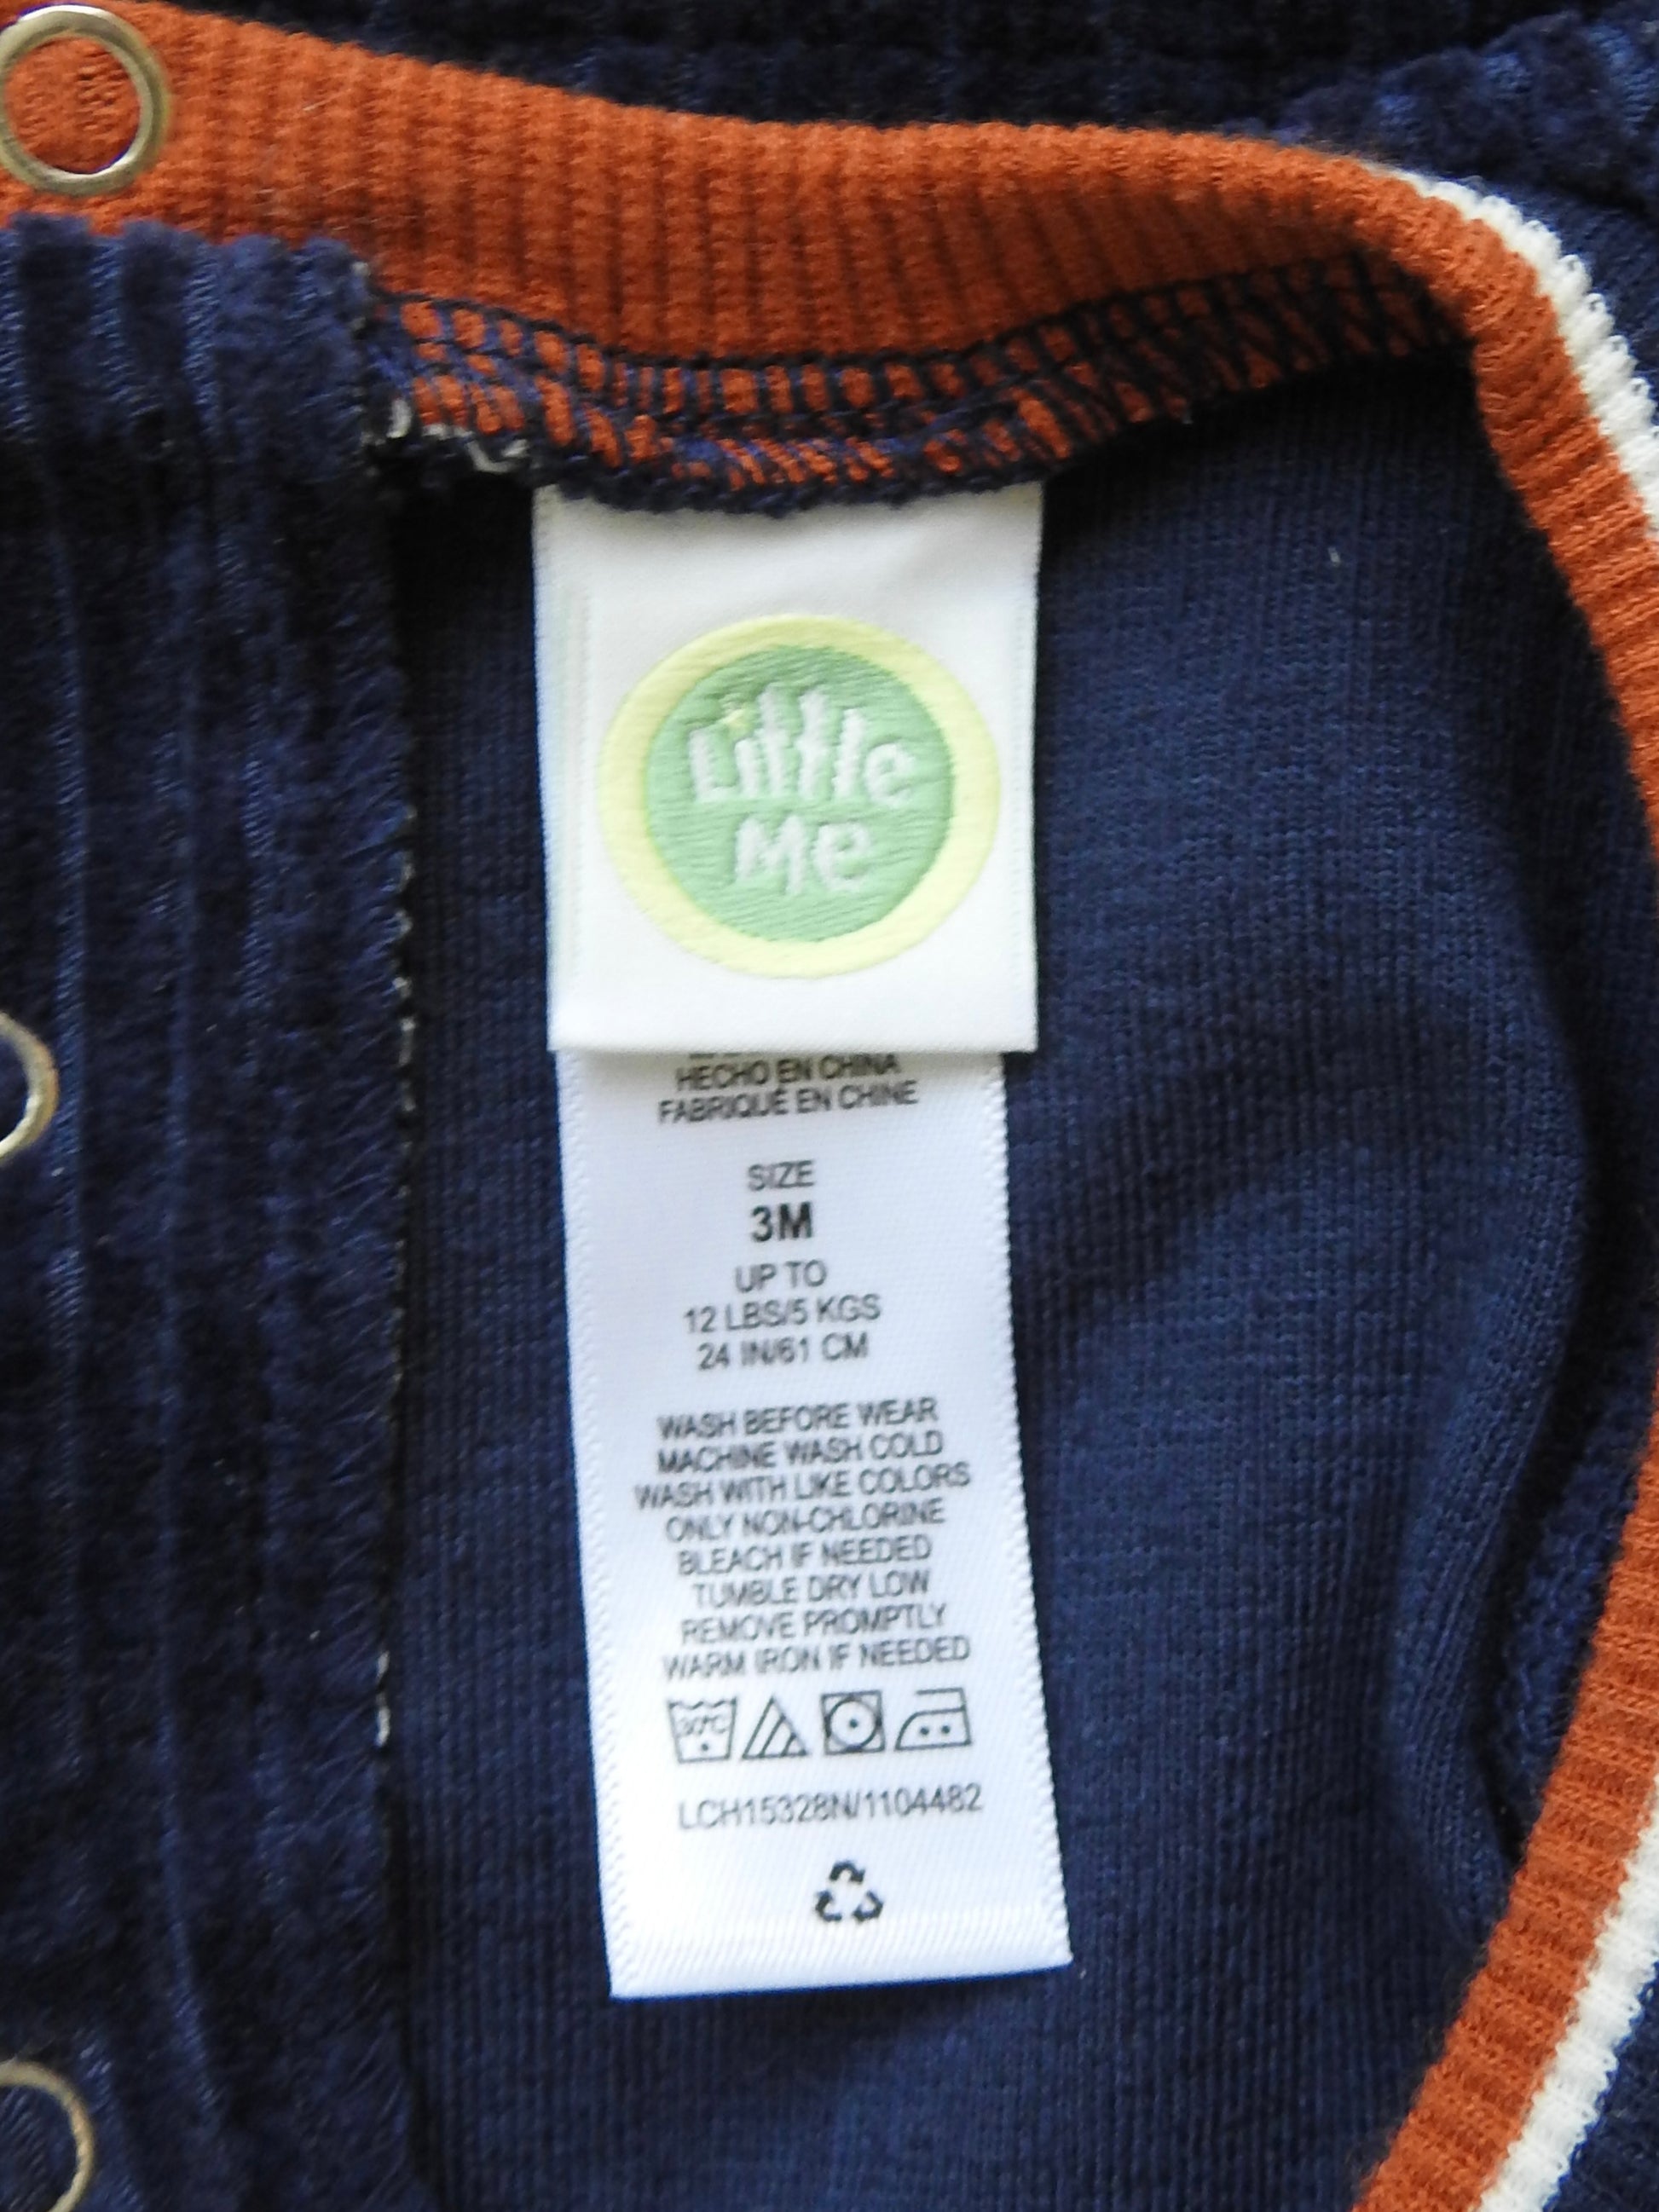 Little
Me
HECHO EN CHINA
FABRIQUÉ EN CHINE
SIZE
3M
UP TO
12 LBS/5 KGS
24 IN/61 CM
WASH BEFORE WEAR
MACHINE WASH COLD
WASH WITH LIKE COLORS
ONLY NON-CHLORINE
BLEACH IF NEEDED
TUMBLE DRY LOW
REMOVE PROMPTLY
WARM IRON IF NEEDED
30°C
LCH15328N/1104482